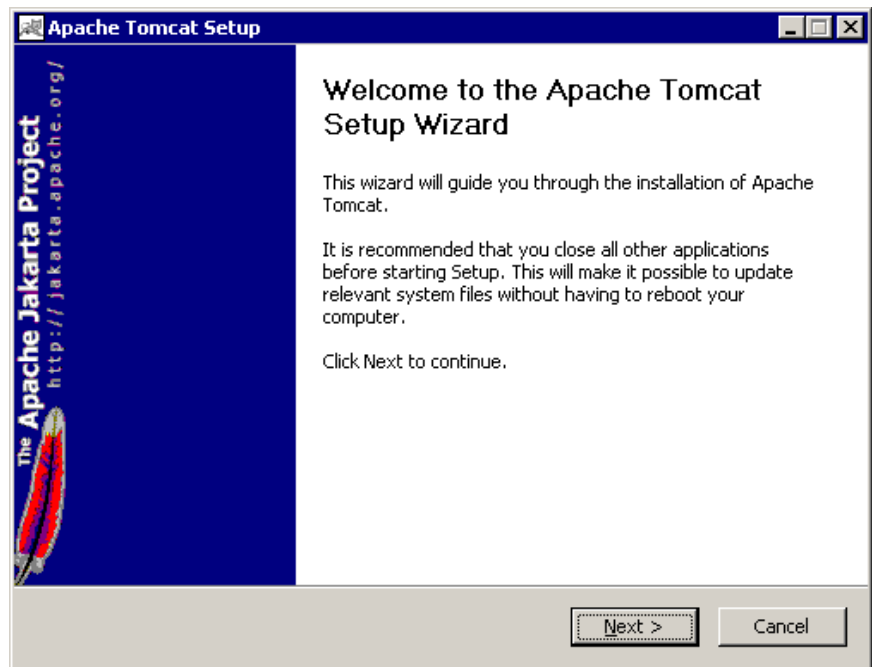 Apache Tomcat Setup
The Apache Jakarta Project
http://jakarta.apache.org/
Welcome to the Apache Tomcat
Setup Wizard
This wizard will guide you through the installation of Apache
Tomcat.
It is recommended that you close all other applications
before starting Setup. This will make it possible to update
relevant system files without having to reboot your
computer.
Click Next to continue.
Next >
Cancel